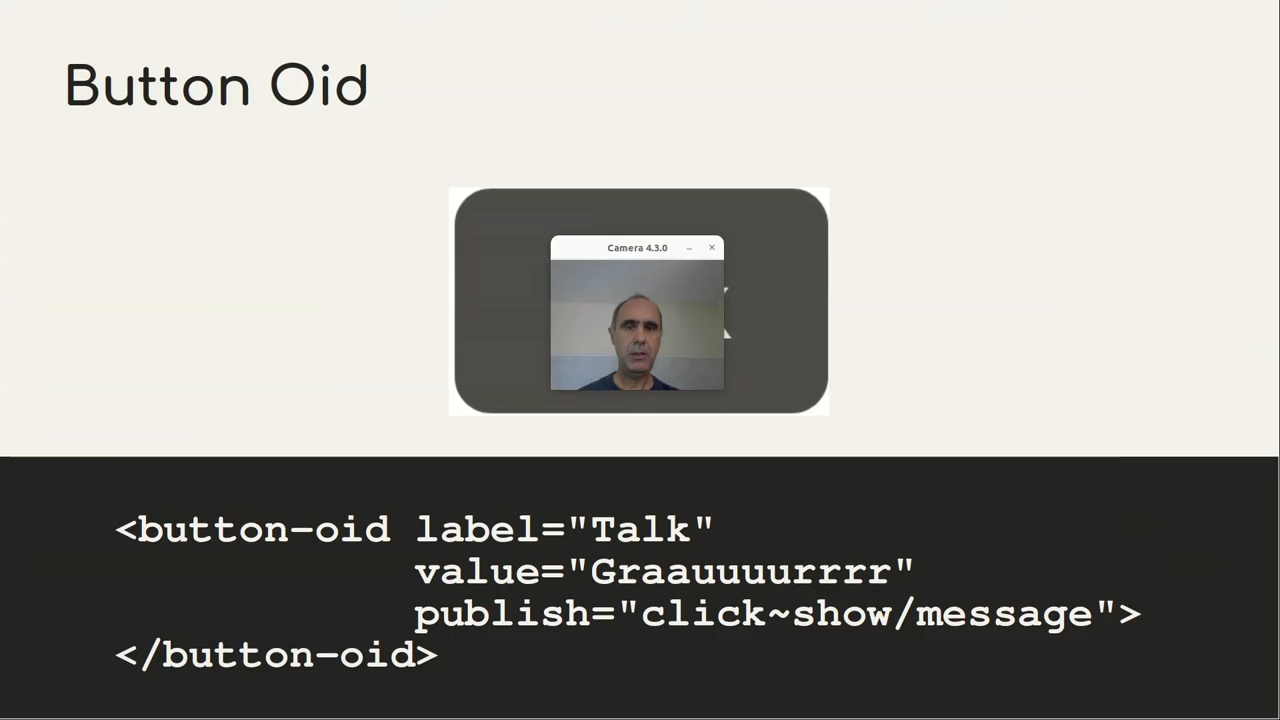 Button Oid
Camera 4.3.0
<button-oid label="Talk"
value="Graauuuurrrr"
publish="click~show/message">
</button-oid>